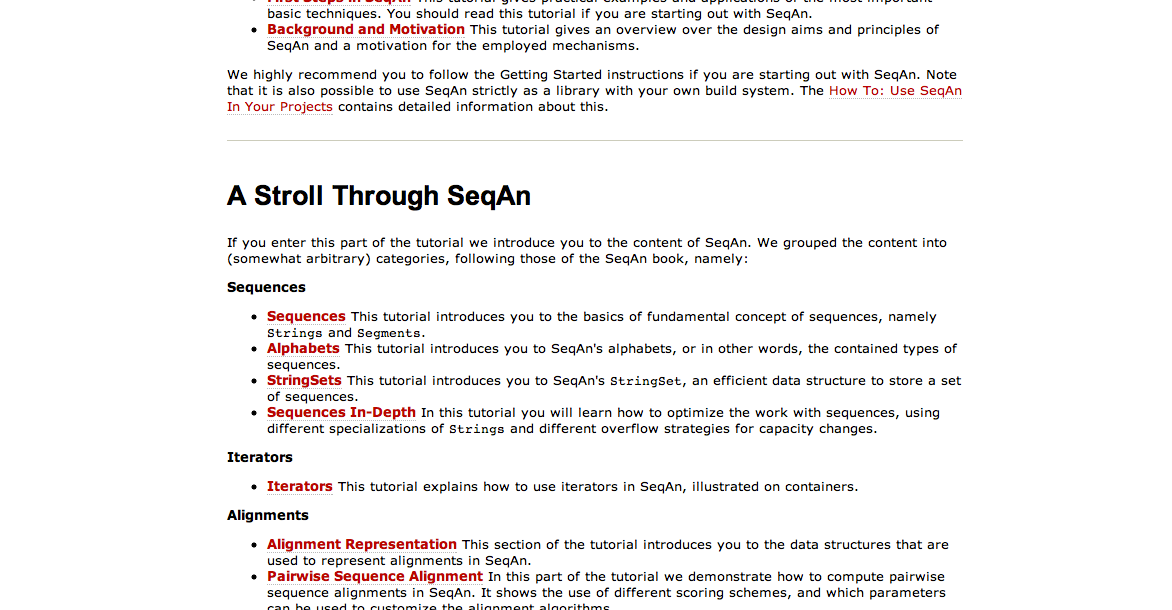 First Steps in SeqAn This tutorial gives practical examples and applications of the most important
basic techniques. You should read this tutorial if you are starting out with SeqAn.
Background and Motivation This tutorial gives an overview over the design aims and principles of
SeqAn and a motivation for the employed mechanisms.
We highly recommend you to follow the Getting Started instructions if you are starting out with SeqAn. Note
that it is also possible to use SeqAn strictly as a library with your own build system. The How To: Use SeqAn
In Your Projects contains detailed information about this.
A Stroll Through SeqAn
If you enter this part of the tutorial we introduce you to the content of SeqAn. We grouped the content into
(somewhat arbitrary) categories, following those of the SeqAn book, namely:
Sequences
Sequences This tutorial introduces you to the basics of fundamental concept of sequences, namely
Strings and Segments.
Alphabets This tutorial introduces you to SeqAn's alphabets, or in other words, the contained types of
sequences.
StringSets This tutorial introduces you to SeqAn's StringSet, an efficient data structure to store a set
of sequences.
Sequences In-Depth In this tutorial you will learn how to optimize the work with sequences, using
different specializations of Strings and different overflow strategies for capacity changes.
Iterators
Iterators This tutorial explains how to use iterators in SeqAn, illustrated on containers.
Alignments
Alignment Representation This section of the tutorial introduces you to the data structures that are
used to represent alignments in SeqAn.
Pairwise Sequence Alignment In this part of the tutorial we demonstrate how to compute pairwise
sequence alignments in SeqAn. It shows the use of different scoring schemes, and which parameters
can be used to customize the alignment algorithms.